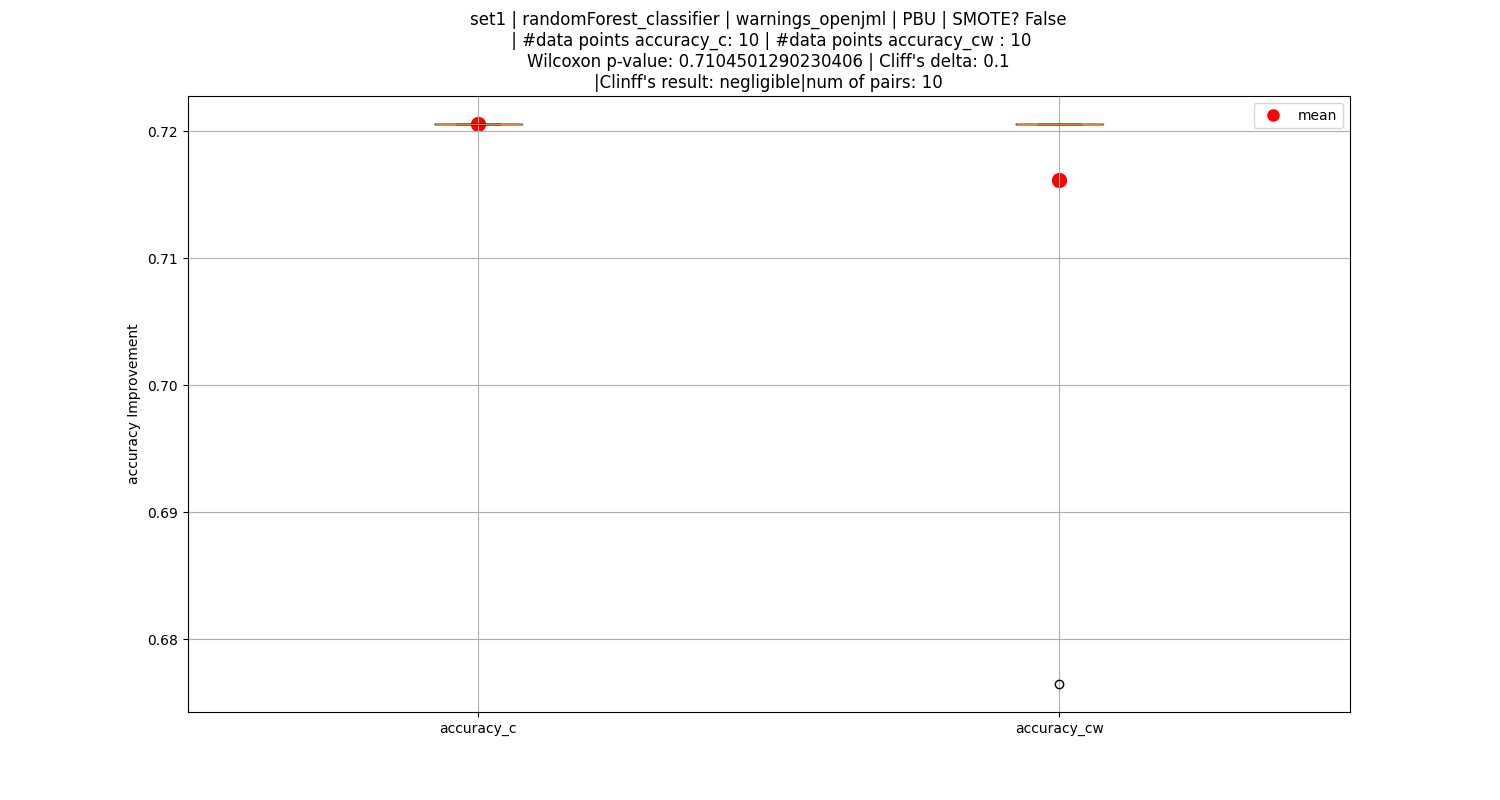 set1 | randomForest_classifier | warnings_openjml | PBU | SMOTE? False
| #data points accuracy_c: 10 | #data points accuracy_cw : 10
Wilcoxon p-value: 0.7104501290230406 | Cliff's delta: 0.1
|Clinff's result: negligible|num of pairs: 10
mean
0.72
0.71
0.70
0.69
0.68
accuracy Improvement
accuracy_c
accuracy_cw